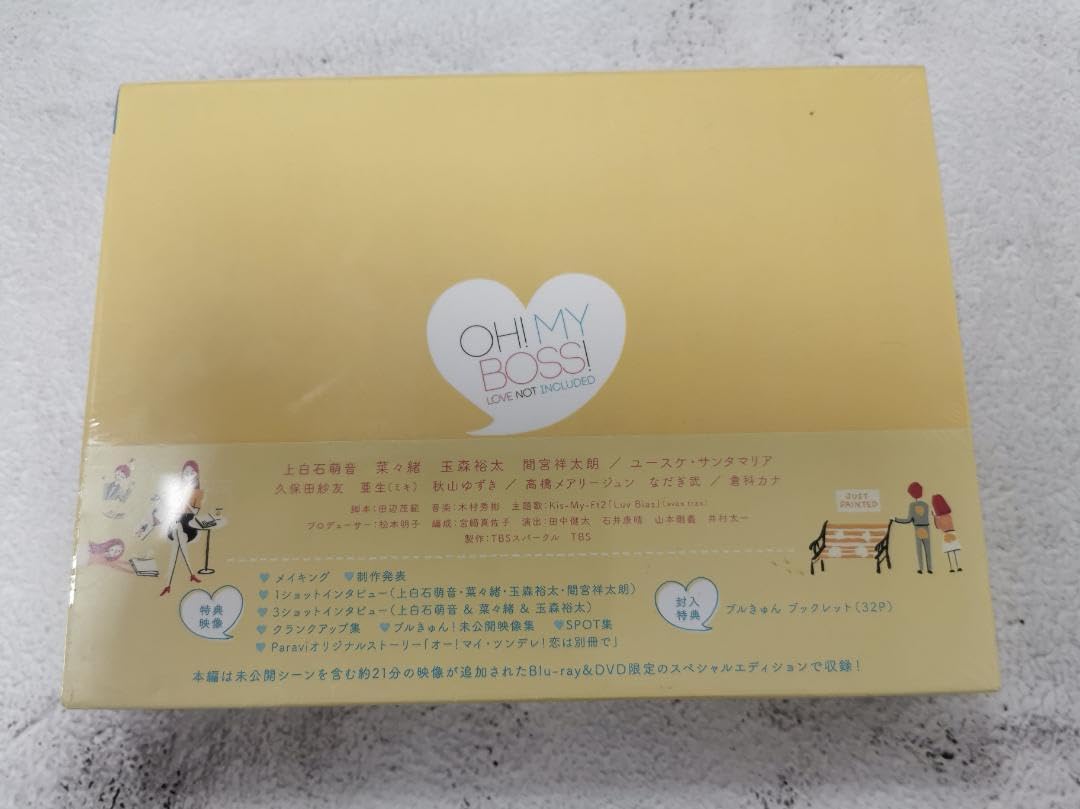 OH! MY
BOSS!
LOVE NOT INCLUDED
上白石萌音 菜々緒 玉森裕太 間宮祥太朗 / ユースケ・サンタマリア
久保田紗友 亜生(ミキ) 秋山ゆずき / 高橋メアリージュン なだぎ武 / 倉科カナ
脚本:田辺茂範 音楽:木村秀彬 主題歌:Kis-My-Ft2「Luv Bias」(avex trax)
プロデューサー:松本明子 編成:宮﨑真佐子 演出:田中健太 石井康晴 山本剛義 井村太一
製作:TBSスパークル TBS
JUST
PAINTED
特典
映像
♥ メイキング ♥ 制作発表
♥ 1ショットインタビュー(上白石萌音・菜々緒・玉森裕太・間宮祥太朗)
♥ 3ショットインタビュー(上白石萌音 & 菜々緒 & 玉森裕太)
♥ クランクアップ集 ♥ ブルきゅん!未公開映像集 ♥ SPOT集
♥ Paraviオリジナルストーリー「オー!マイ・ツンデレ!恋は別冊で」
封入
特典
ブルきゅん ブックレット(32P)
本編は未公開シーンを含む約21分の映像が追加されたBlu-ray&DVD限定のスペシャルエディションで収録!